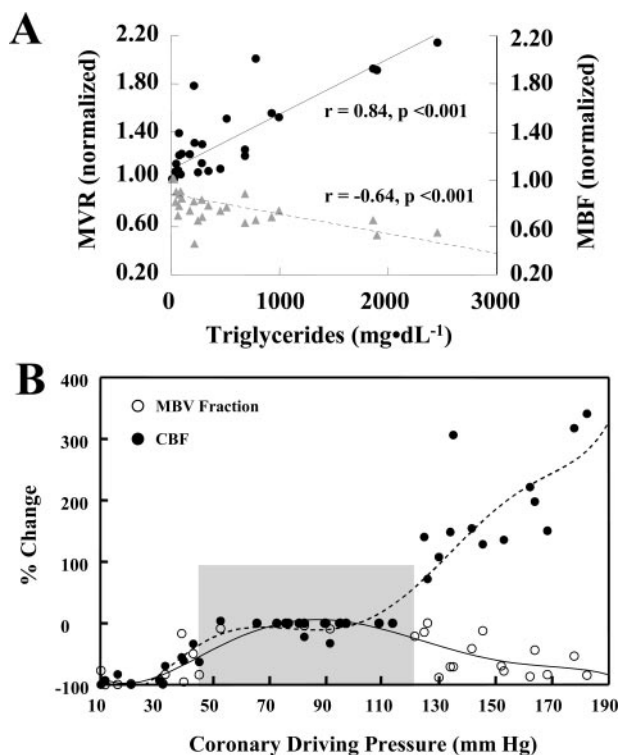 A
2.20
1.80
1.40
1.00
0.60
0.20
MVR (normalized)
r = 0.84, p <0.001
r = -0.64, p <0.001
2.20
1.80
1.40
1.00
0.60
0.20
MBF (normalized)
0 1000 2000 3000
Triglycerides (mg•dL-1)
B
400
300
200
100
0
-100
% Change
MBV Fraction
CBF
10 30 50 70 90 110 130 150 170 190
Coronary Driving Pressure (mm Hg)